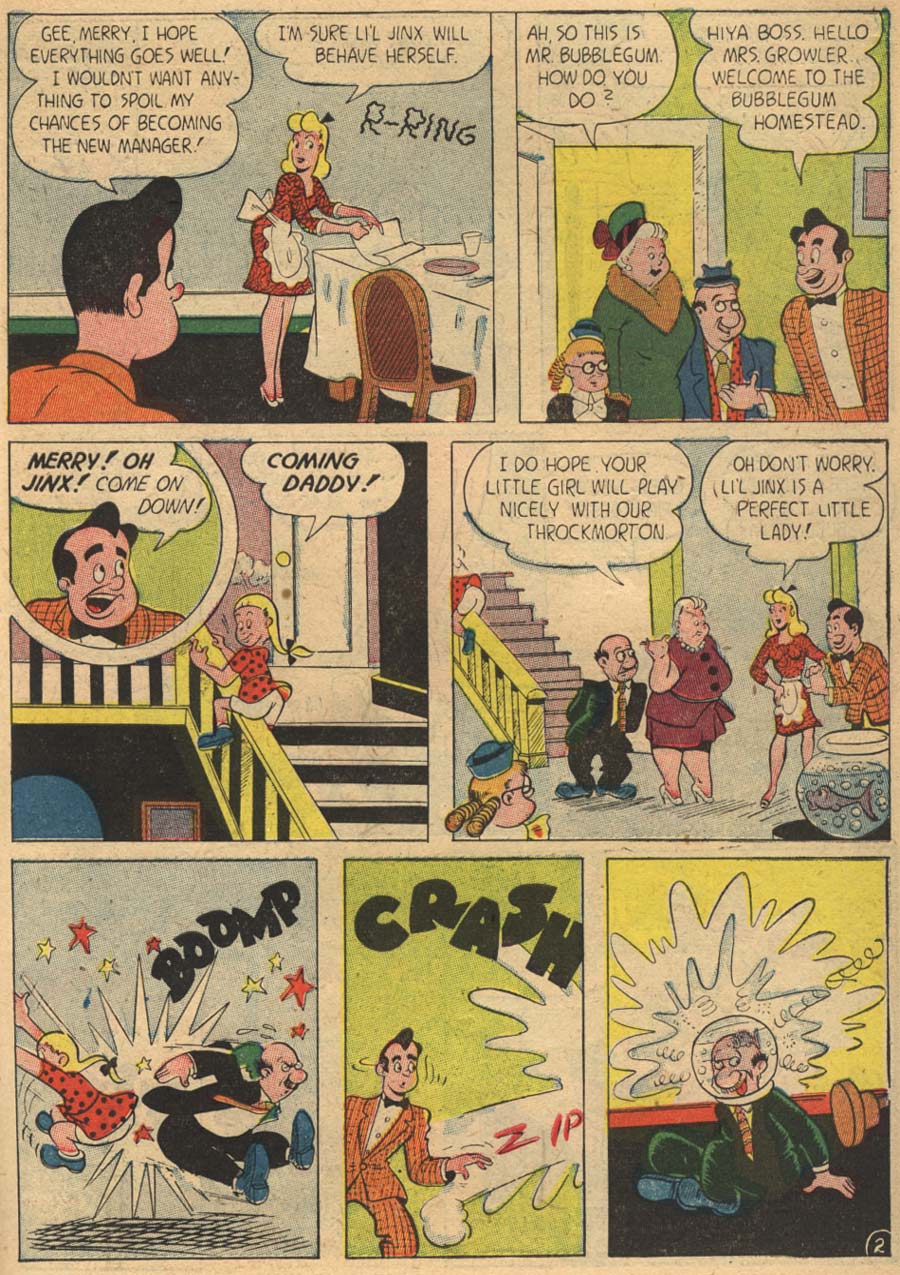 GEE, MERRY, I HOPE
EVERYTHING GOES WELL!
I WOULDN'T WANT ANY-
THING TO SPOIL MY
CHANCES OF BECOMING
THE NEW MANAGER!
I'M SURE LI'L JINX WILL
BEHAVE HERSELF.
R-RING
AH, SO THIS IS
MR. BUBBLEGUM.
HOW DO YOU
DO?
HIYA BOSS. HELLO
MRS. GROWLER.
WELCOME TO THE
BUBBLEGUM
HOMESTEAD.
MERRY! OH
JINX! COME ON
DOWN!
COMING
DADDY!
I DO HOPE YOUR
LITTLE GIRL WILL PLAY
NICELY WITH OUR
THROCKMORTON
OH DON'T WORRY.
LI'L JINX IS A
PERFECT LITTLE
LADY!
BOOMP
CRASH
ZIP
2